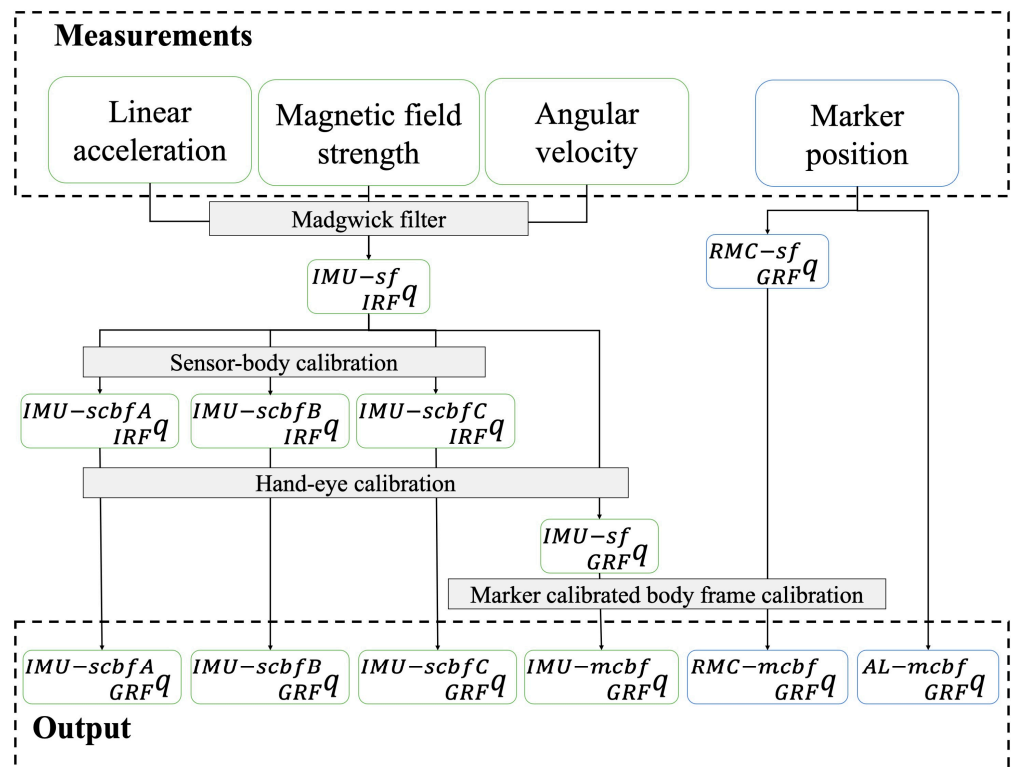 Measurements
Linear
acceleration
Magnetic field
strength
Angular
velocity
Marker
position
Madgwick filter
IMU−sf
IRF q
RMC−sf
GRF q
Sensor-body calibration
IMU−scbfA
IRF q
IMU−scbfB
IRF q
IMU−scbfC
IRF q
Hand-eye calibration
IMU−sf
GRF q
Marker calibrated body frame calibration
IMU−scbfA
GRF q
IMU−scbfB
GRF q
IMU−scbfC
GRF q
IMU−mcbf
GRF q
RMC−mcbf
GRF q
AL−mcbf
GRF q
Output